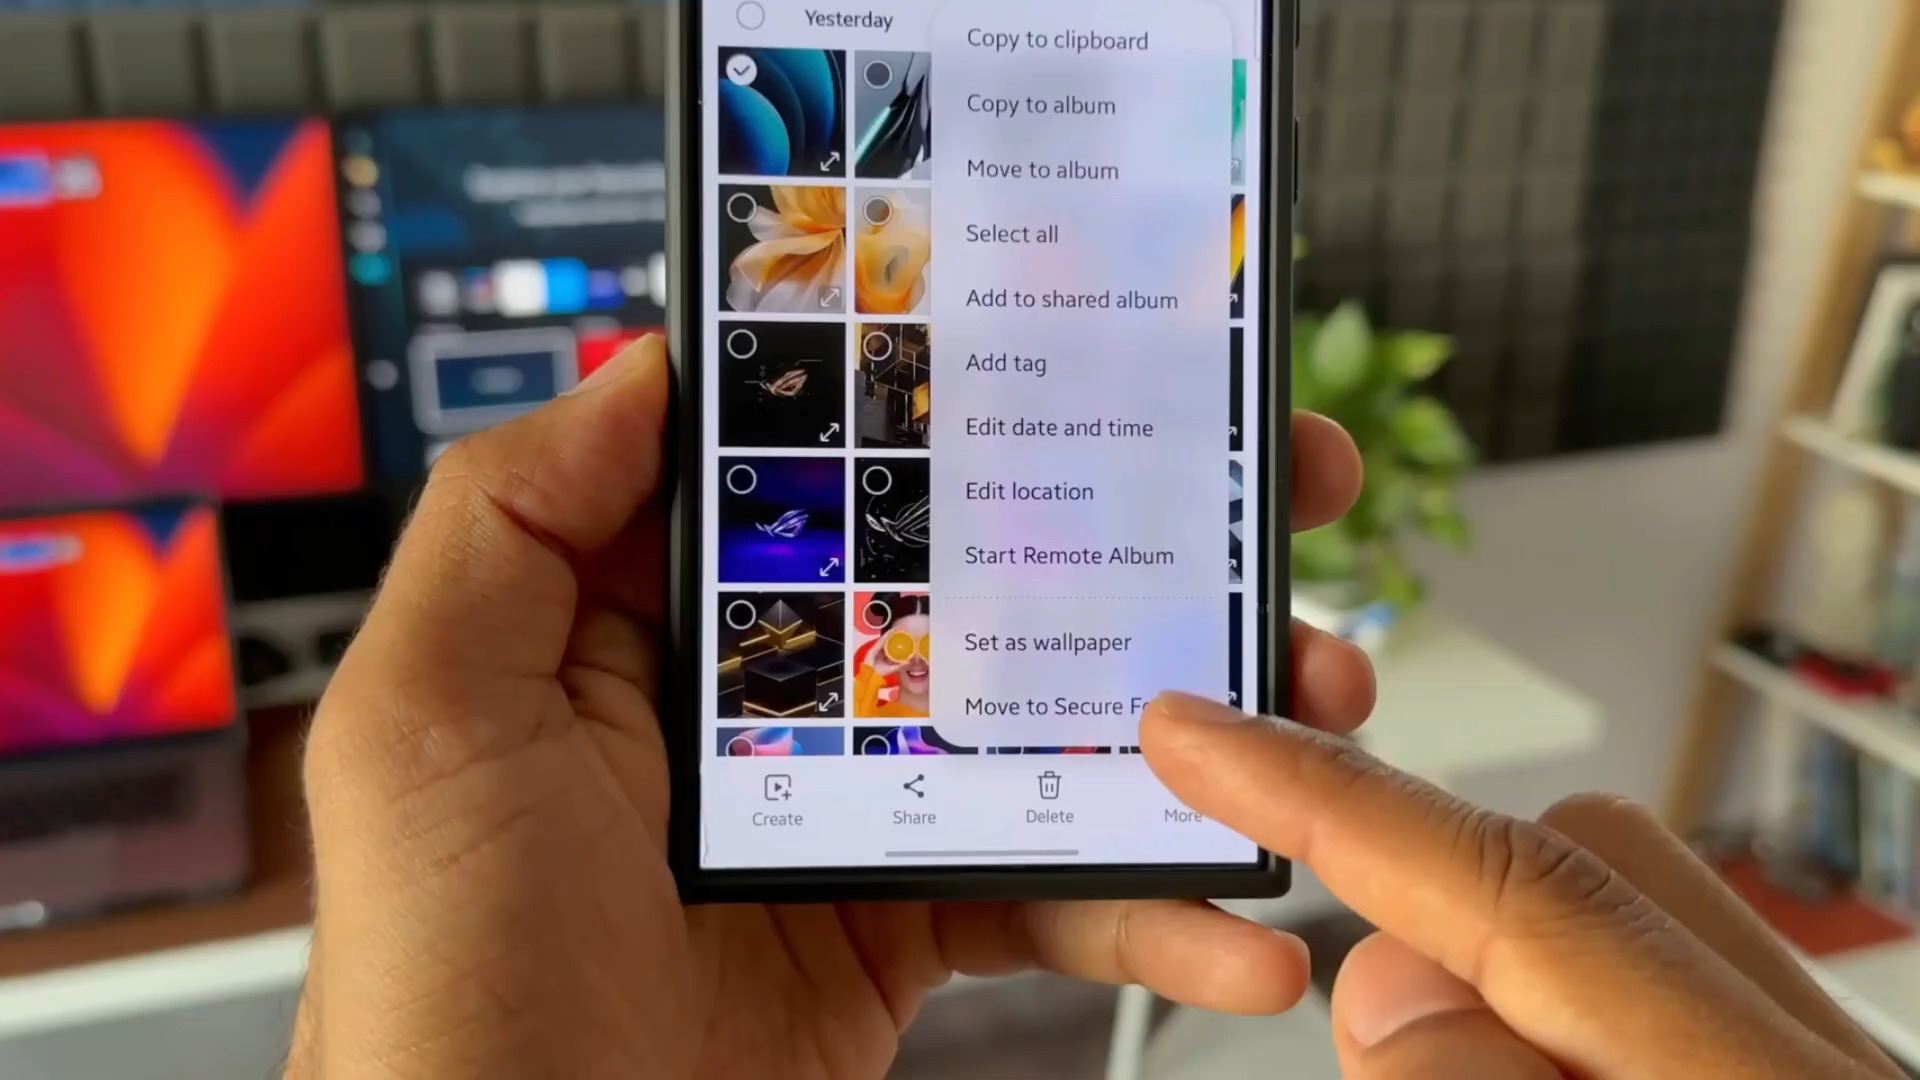 Yesterday
Copy to clipboard
Copy to album
Move to album
Select all
Add to shared album
Add tag
Edit date and time
Edit location
Start Remote Album
Set as wallpaper
Move to Secure
Create
Share
Delete
More